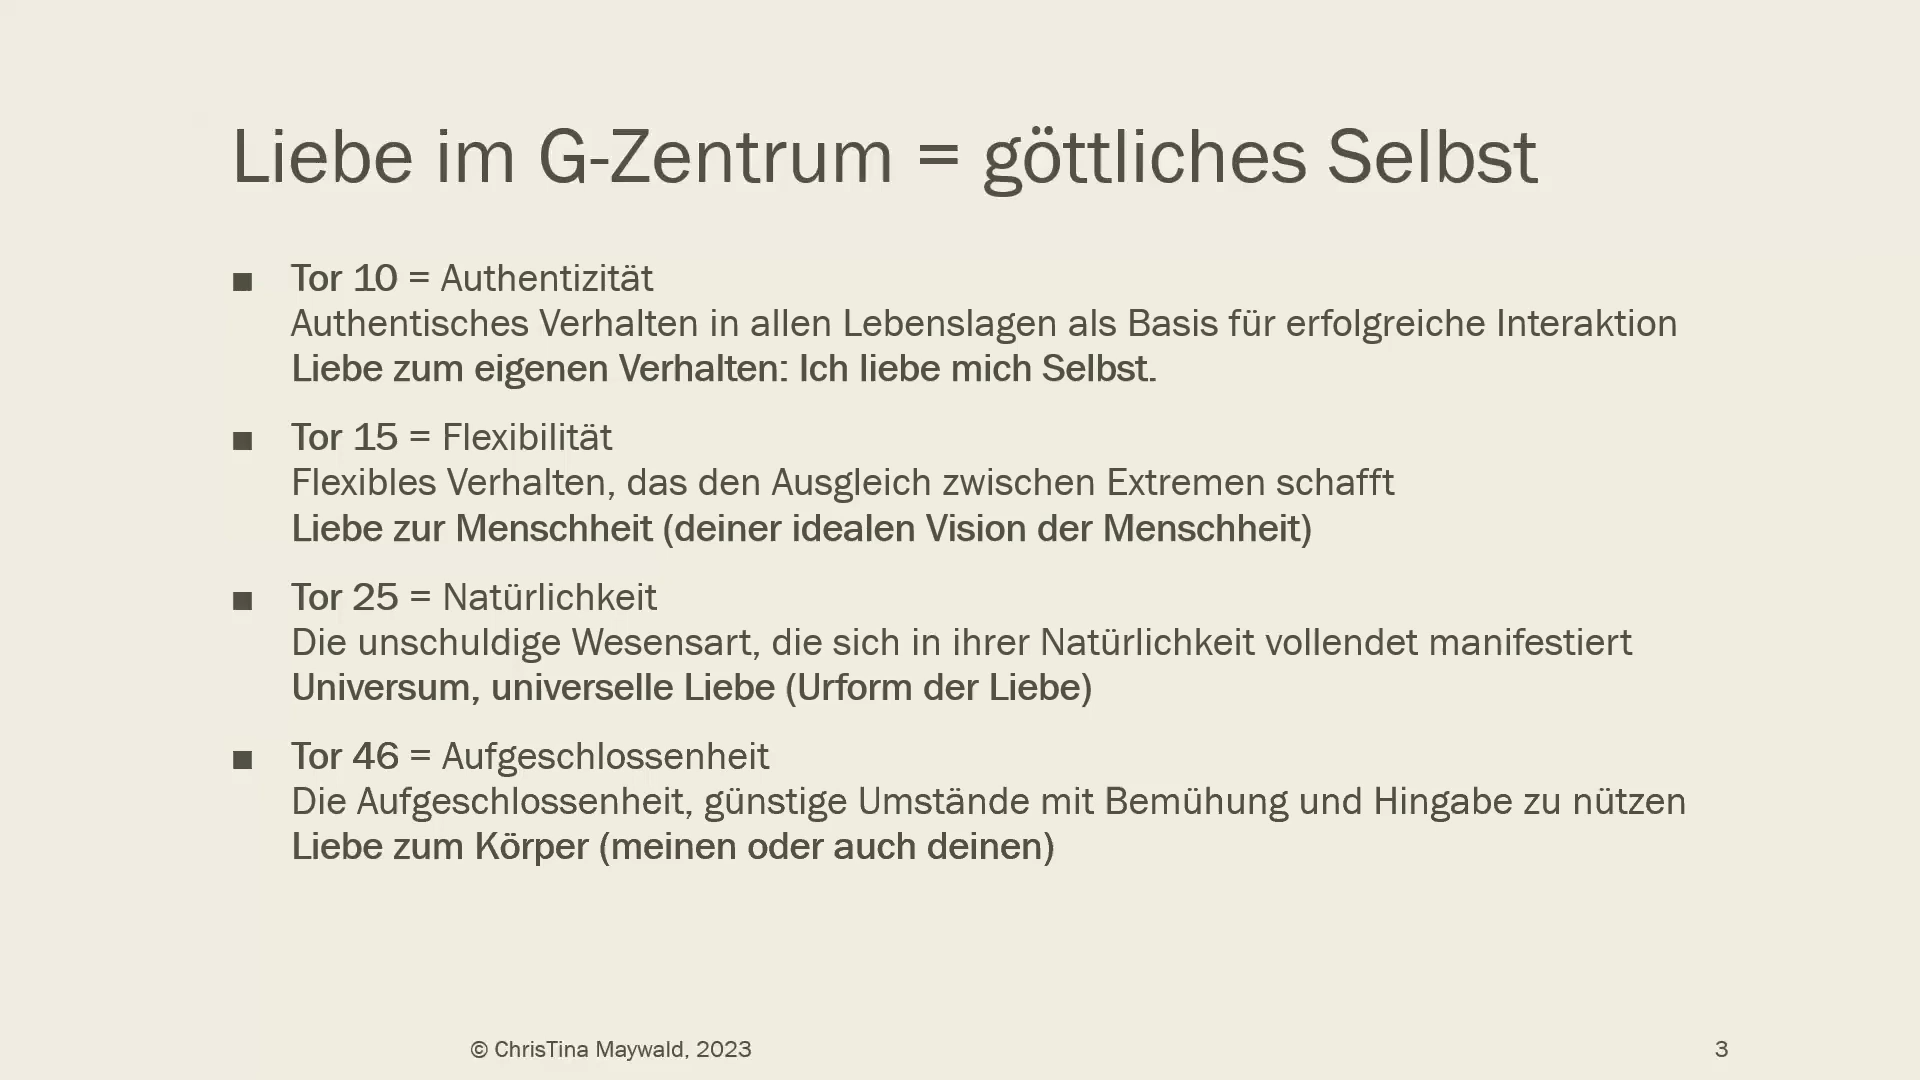 Liebe im G-Zentrum = göttliches Selbst
■ Tor 10 = Authentizität
Authentisches Verhalten in allen Lebenslagen als Basis für erfolgreiche Interaktion
Liebe zum eigenen Verhalten: Ich liebe mich Selbst.
■ Tor 15 = Flexibilität
Flexibles Verhalten, das den Ausgleich zwischen Extremen schafft
Liebe zur Menschheit (deiner idealen Vision der Menschheit)
■ Tor 25 = Natürlichkeit
Die unschuldige Wesensart, die sich in ihrer Natürlichkeit vollendet manifestiert
Universum, universelle Liebe (Urform der Liebe)
■ Tor 46 = Aufgeschlossenheit
Die Aufgeschlossenheit, günstige Umstände mit Bemühung und Hingabe zu nützen
Liebe zum Körper (meinen oder auch deinen)
© ChrisTina Maywald, 2023
3